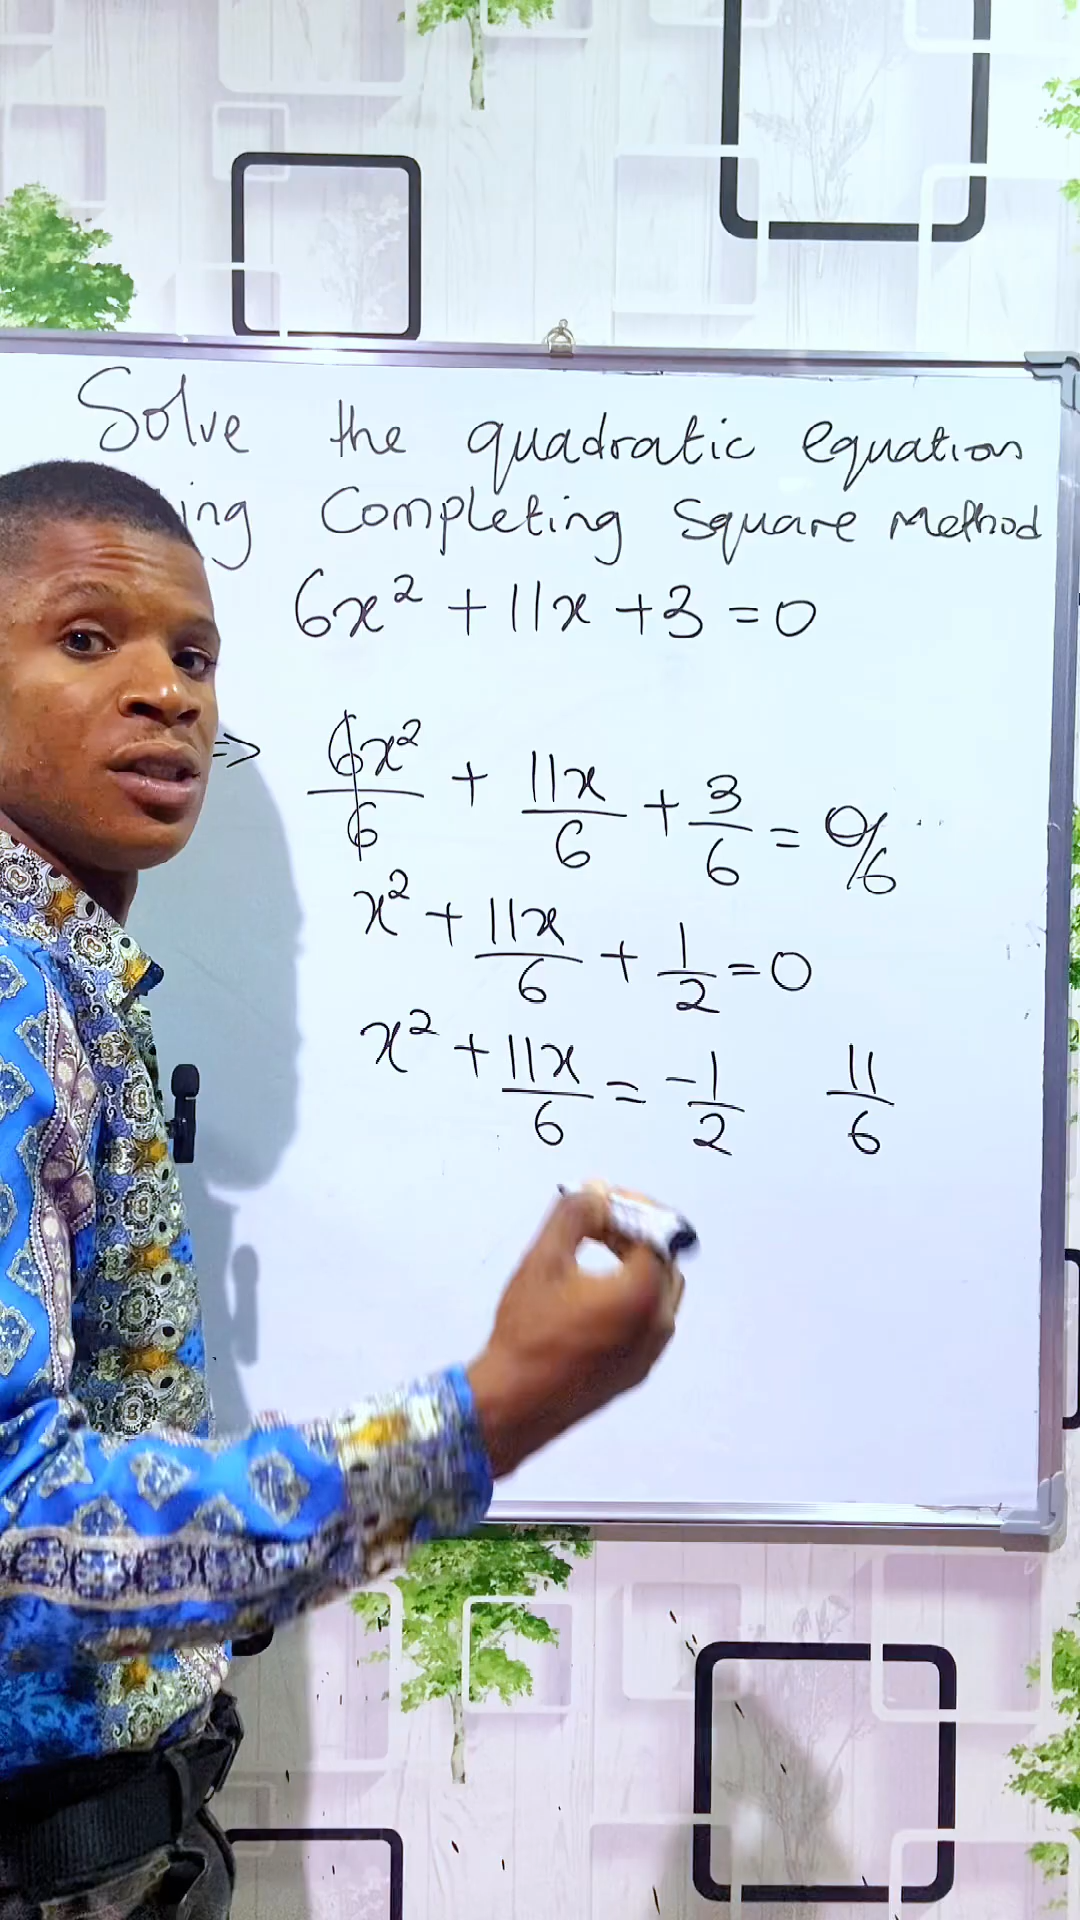 Solve the quadratic equation
ing Completing Square Method
6x² + 11x + 3 = 0
⇒ 6x²/6 + 11x/6 + 3/6 = 0/6
x² + 11x/6 + 1/2 = 0
x² + 11x/6 = -1/2 11/6